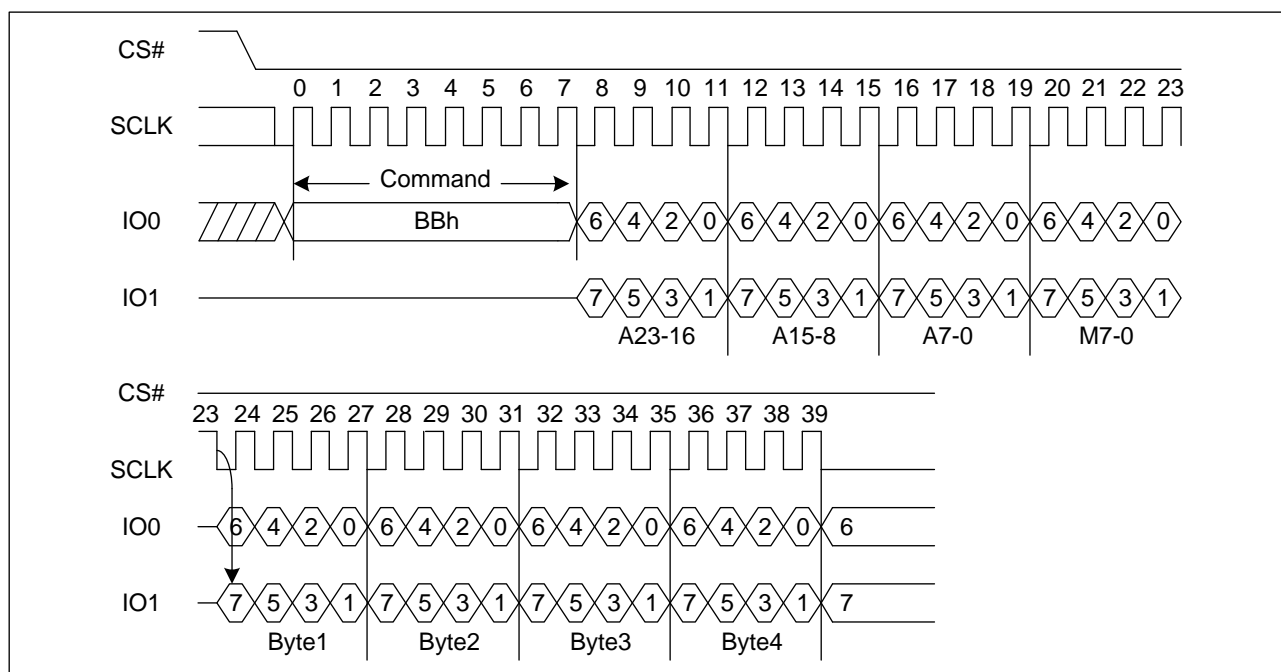 CS#
0 1 2 3 4 5 6 7 8 9 10 11 12 13 14 15 16 17 18 19 20 21 22 23
SCLK
Command
IO0 BBh 6 4 2 0 6 4 2 0 6 4 2 0 6 4 2 0
IO1 7 5 3 1 7 5 3 1 7 5 3 1 7 5 3 1
A23-16 A15-8 A7-0 M7-0
CS#
23 24 25 26 27 28 29 30 31 32 33 34 35 36 37 38 39
SCLK
IO0 6 4 2 0 6 4 2 0 6 4 2 0 6 4 2 0 6
IO1 7 5 3 1 7 5 3 1 7 5 3 1 7 5 3 1 7
Byte1 Byte2 Byte3 Byte4